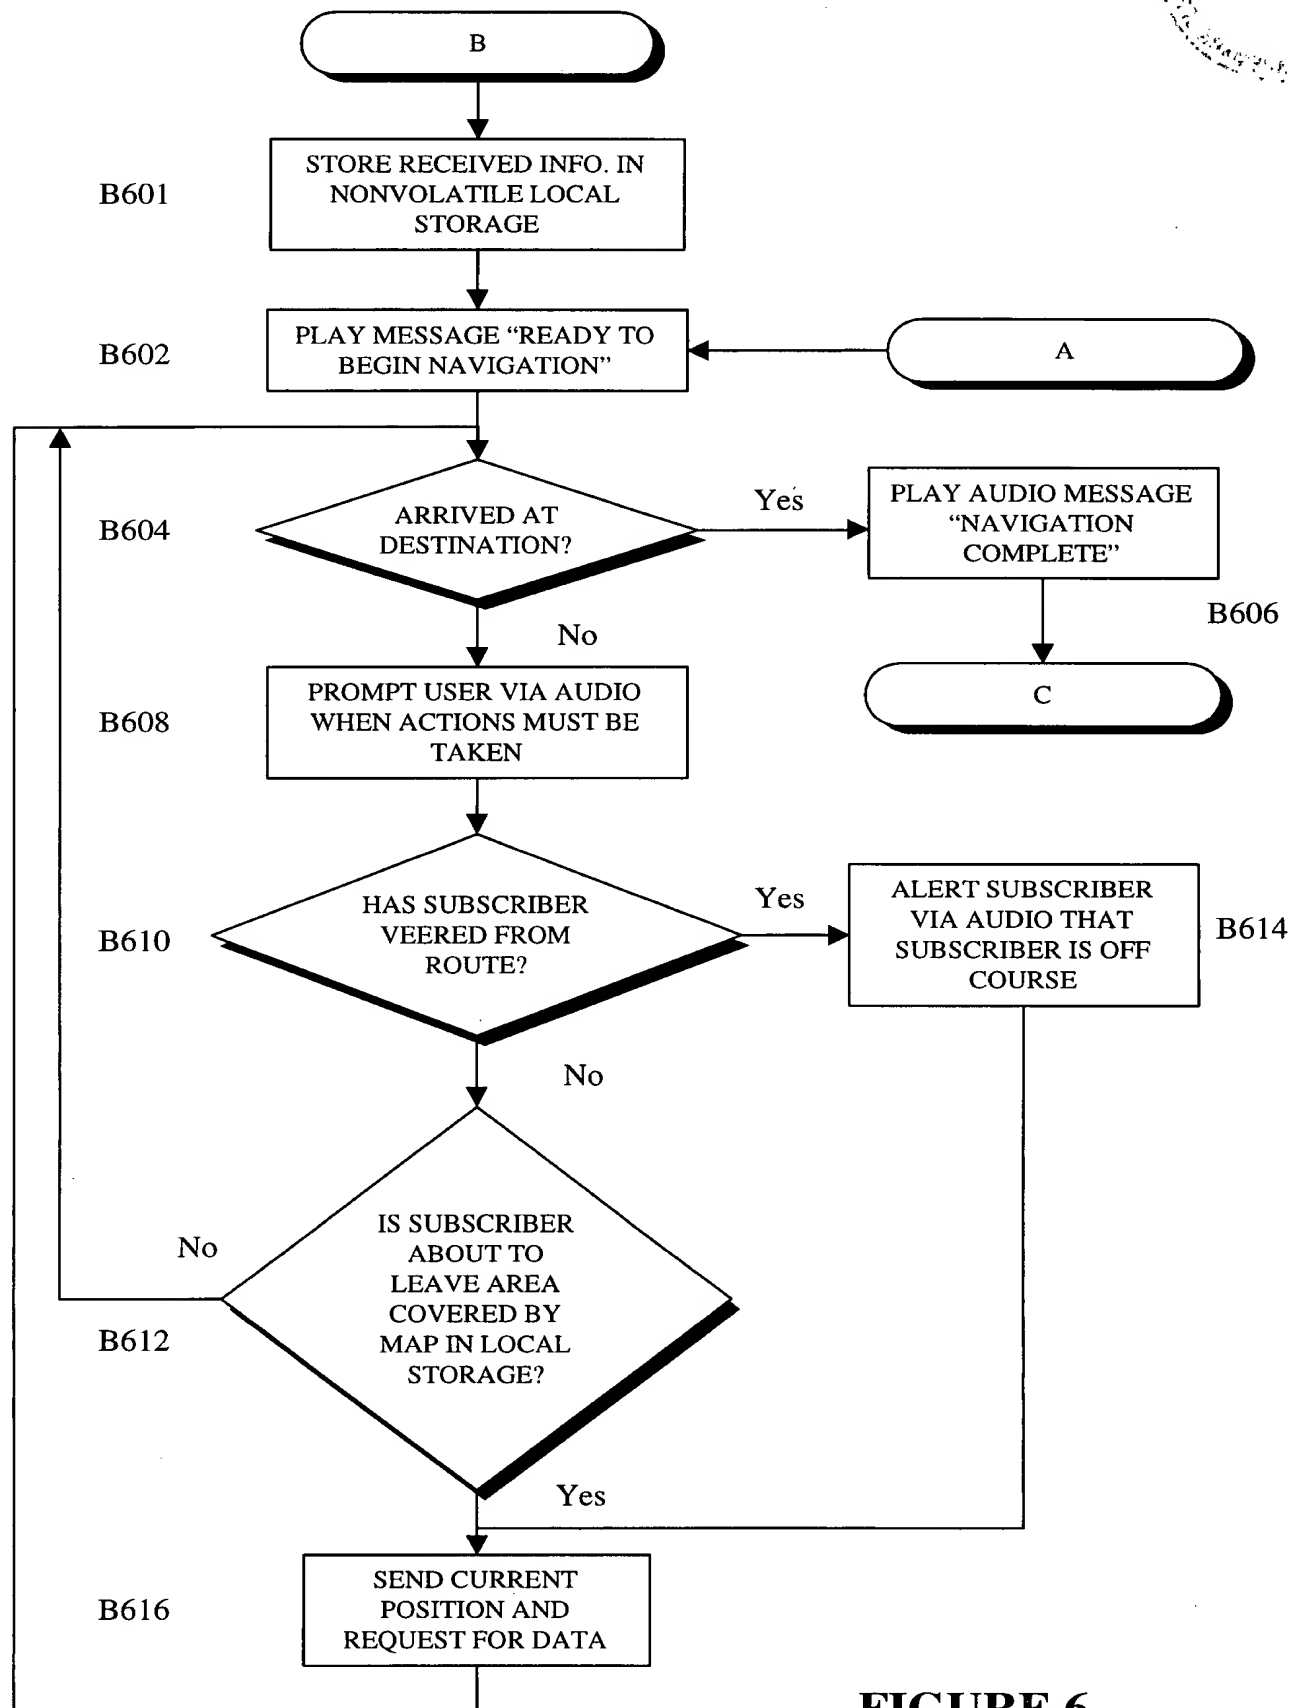 B
B601
STORE RECEIVED INFO. IN
NONVOLATILE LOCAL
STORAGE
B602
PLAY MESSAGE “READY TO
BEGIN NAVIGATION”
A
B604
ARRIVED AT
DESTINATION?
Yes
PLAY AUDIO MESSAGE
“NAVIGATION
COMPLETE”
B606
No
C
B608
PROMPT USER VIA AUDIO
WHEN ACTIONS MUST BE
TAKEN
B610
HAS SUBSCRIBER
VEERED FROM
ROUTE?
Yes
ALERT SUBSCRIBER
VIA AUDIO THAT
SUBSCRIBER IS OFF
COURSE
B614
No
No
B612
IS SUBSCRIBER
ABOUT TO
LEAVE AREA
COVERED BY
MAP IN LOCAL
STORAGE?
Yes
B616
SEND CURRENT
POSITION AND
REQUEST FOR DATA
FIGURE 6